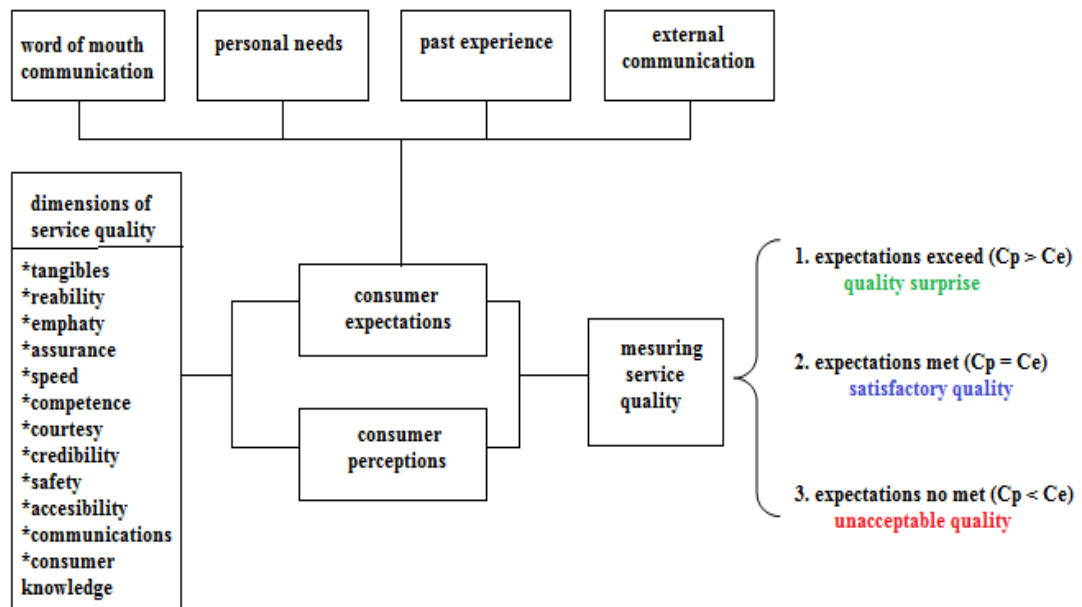 word of mouth
communication
personal needs
past experience
external
communication
dimensions of
service quality
*tangibles
*reability
*emphaty
*assurance
*speed
*competence
*courtesy
*credibility
*safety
*accesibility
*communications
*consumer
knowledge
consumer
expectations
consumer
perceptions
mesuring
service
quality
1. expectations exceed (Cp > Ce)
quality surprise
2. expectations met (Cp = Ce)
satisfactory quality
3. expectations no met (Cp < Ce)
unacceptable quality